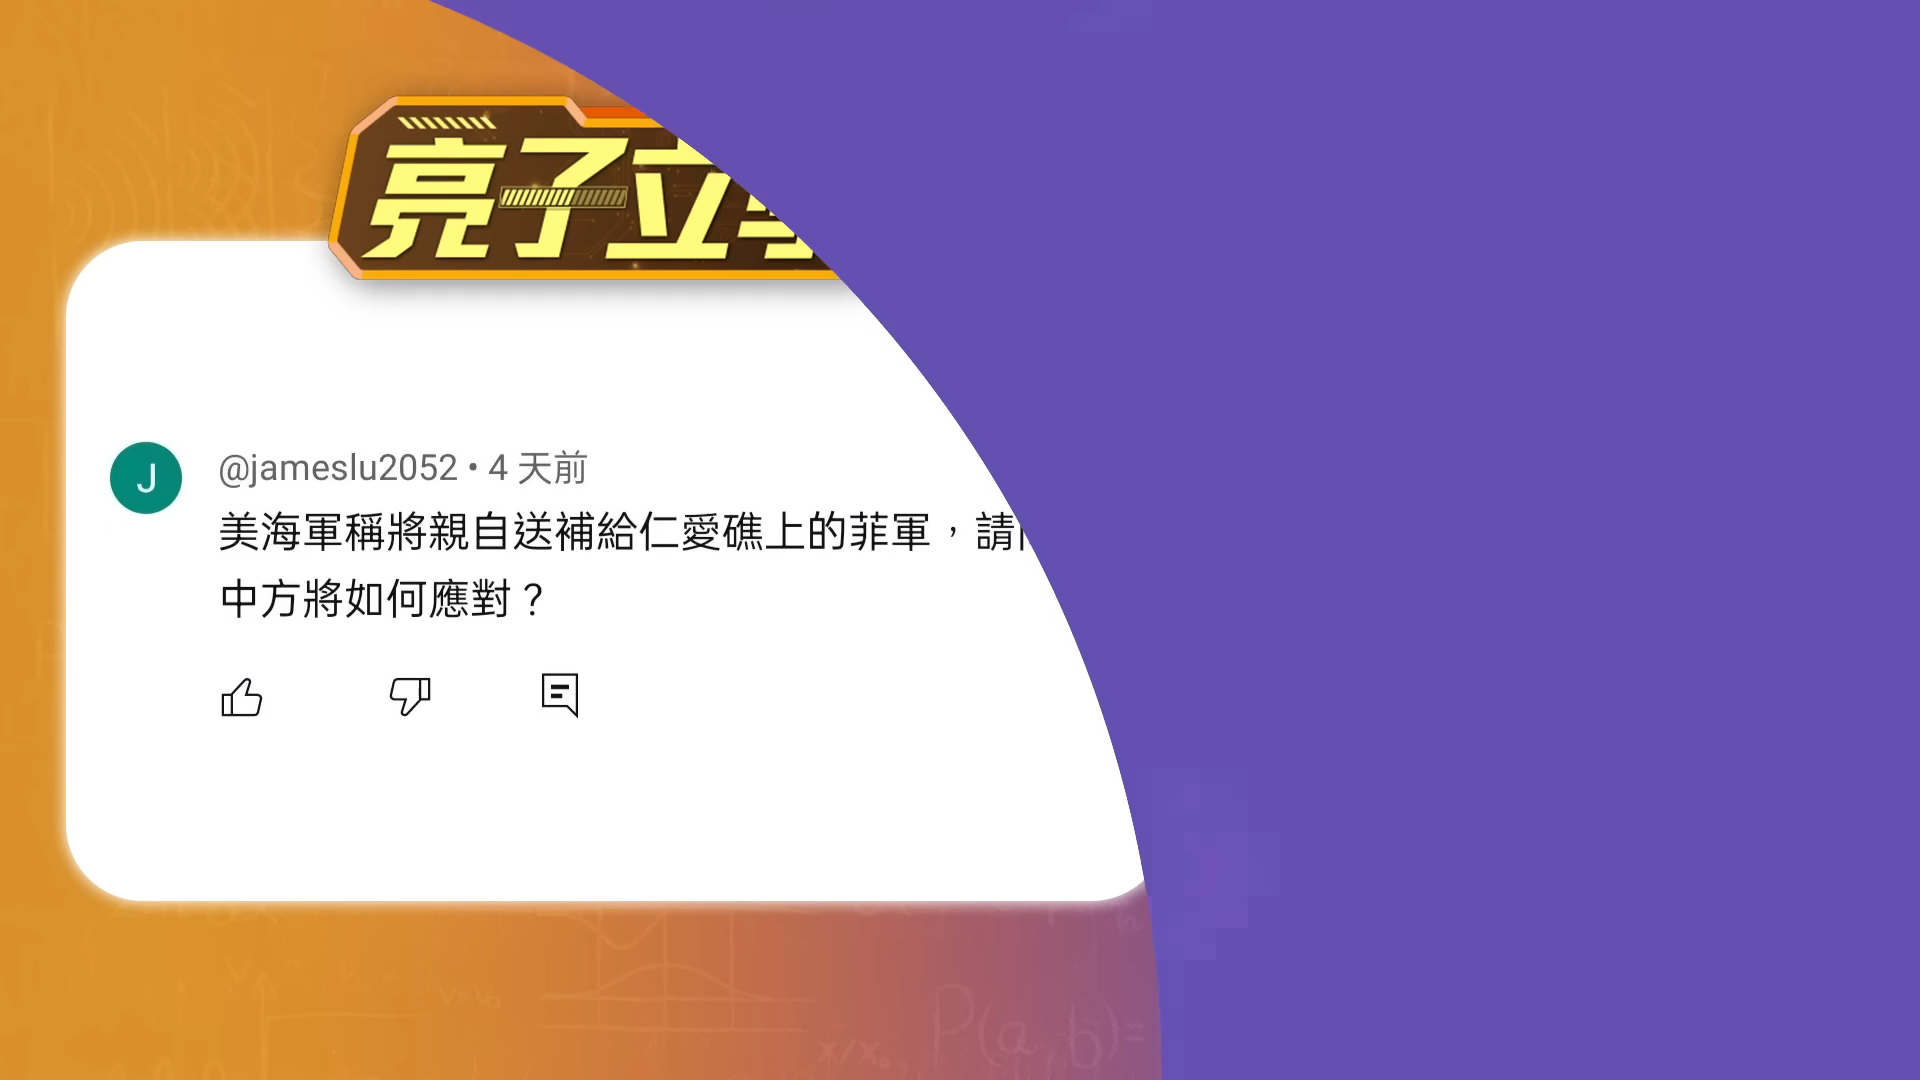 亮了立
J
@jameslu2052 • 4 天前
美海軍稱將親自送補給仁愛礁上的菲軍，請
中方將如何應對？
P(a,b)=